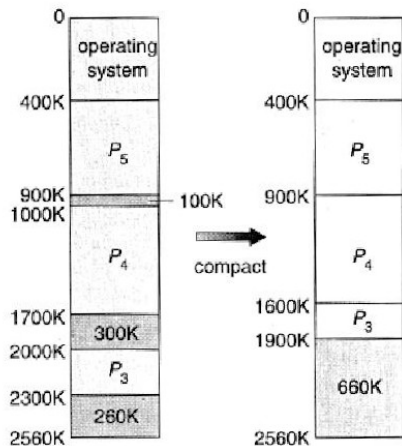 0
operating
system
400K
P5
900K
100K
1000K
P4
1700K
300K
2000K
P3
2300K
260K
2560K
compact
0
operating
system
400K
P5
900K
P4
1600K
P3
1900K
660K
2560K